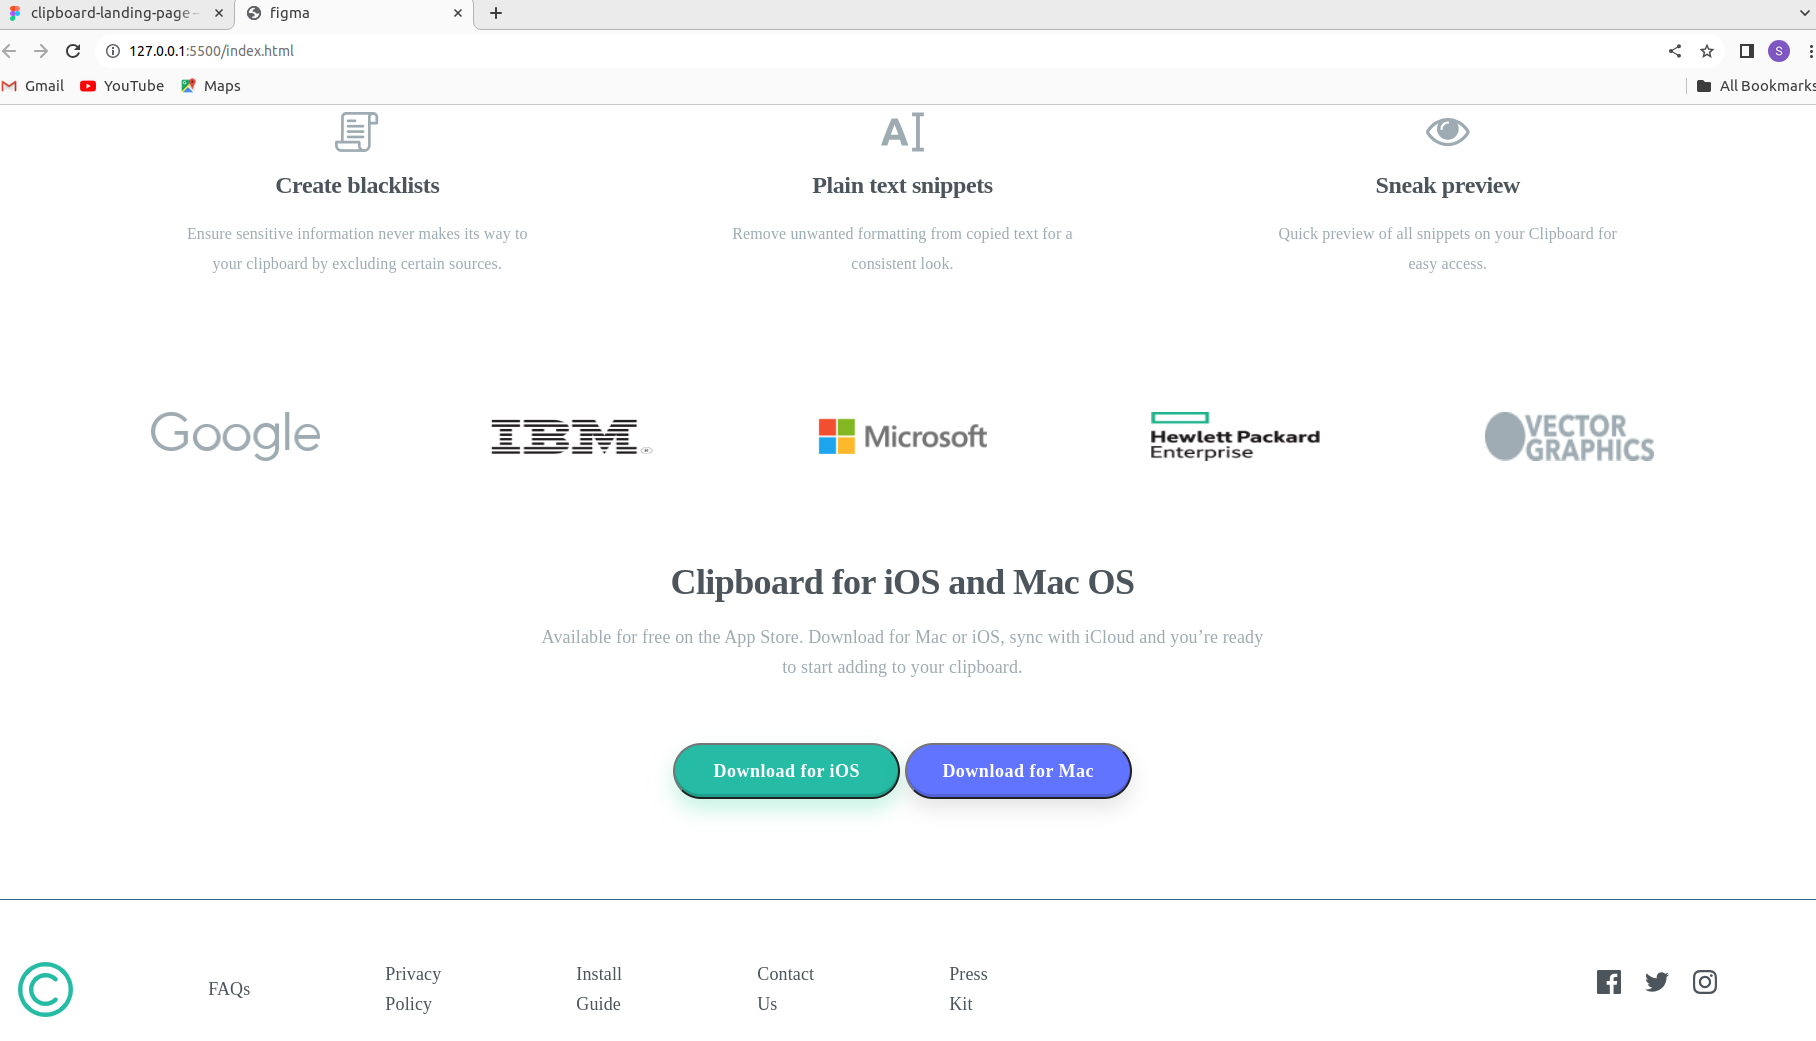 clipboard-landing-page -
figma
127.0.0.1:5500/index.html
S
Gmail
YouTube
Maps
All Bookmarks
A
Create blacklists
Plain text snippets
Sneak preview
Ensure sensitive information never makes its way to
your clipboard by excluding certain sources.
Remove unwanted formatting from copied text for a
consistent look.
Quick preview of all snippets on your Clipboard for
easy access.
Google
IBM
Microsoft
Hewlett Packard
Enterprise
VECTOR
GRAPHICS
Clipboard for iOS and Mac OS
Available for free on the App Store. Download for Mac or iOS, sync with iCloud and you’re ready
to start adding to your clipboard.
Download for iOS
Download for Mac
C
FAQs
Privacy
Policy
Install
Guide
Contact
Us
Press
Kit